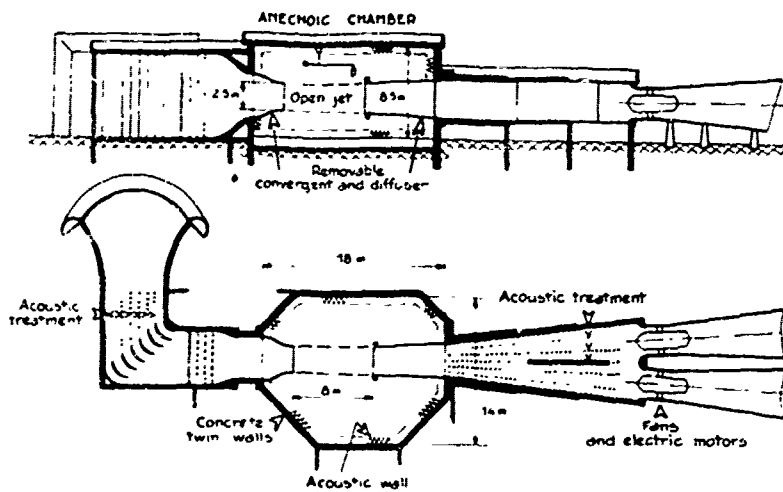 ANECHOIC CHAMBER
Open jet
Removable
convergent and diffuser
18 m
Acoustic
treatment
Acoustic treatment
8 m
14 m
Concrete
twin walls
Acoustic wall
Fans
and electric motors